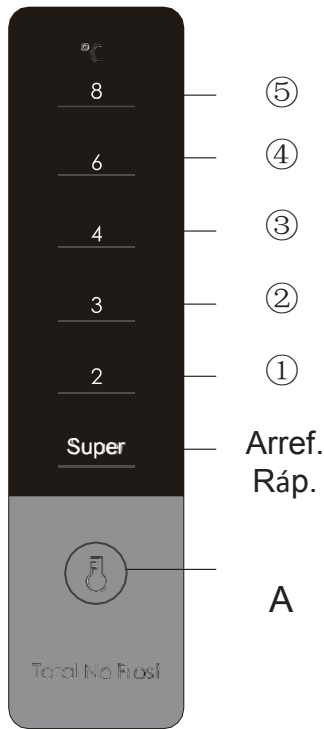 °C
8 ⑤
6 ④
4 ③
3 ②
2 ①
Super Arref.
Ráp.
A
Total No Frost